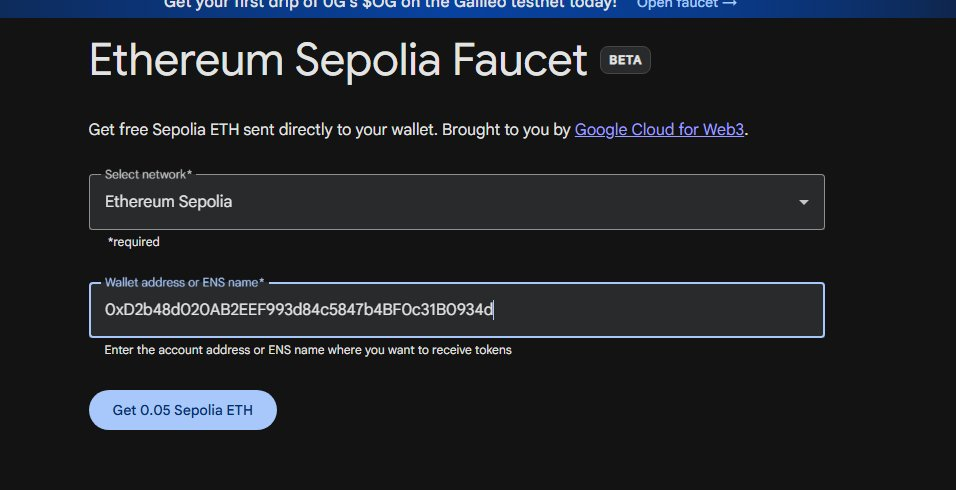 Get your first drip of 0G's $OG on the Galileo testnet today! Open faucet →
Ethereum Sepolia Faucet BETA
Get free Sepolia ETH sent directly to your wallet. Brought to you by Google Cloud for Web3.
Select network*
Ethereum Sepolia
*required
Wallet address or ENS name*
0xD2b48d020AB2EEF993d84c5847b4BF0c31B0934d
Enter the account address or ENS name where you want to receive tokens
Get 0.05 Sepolia ETH